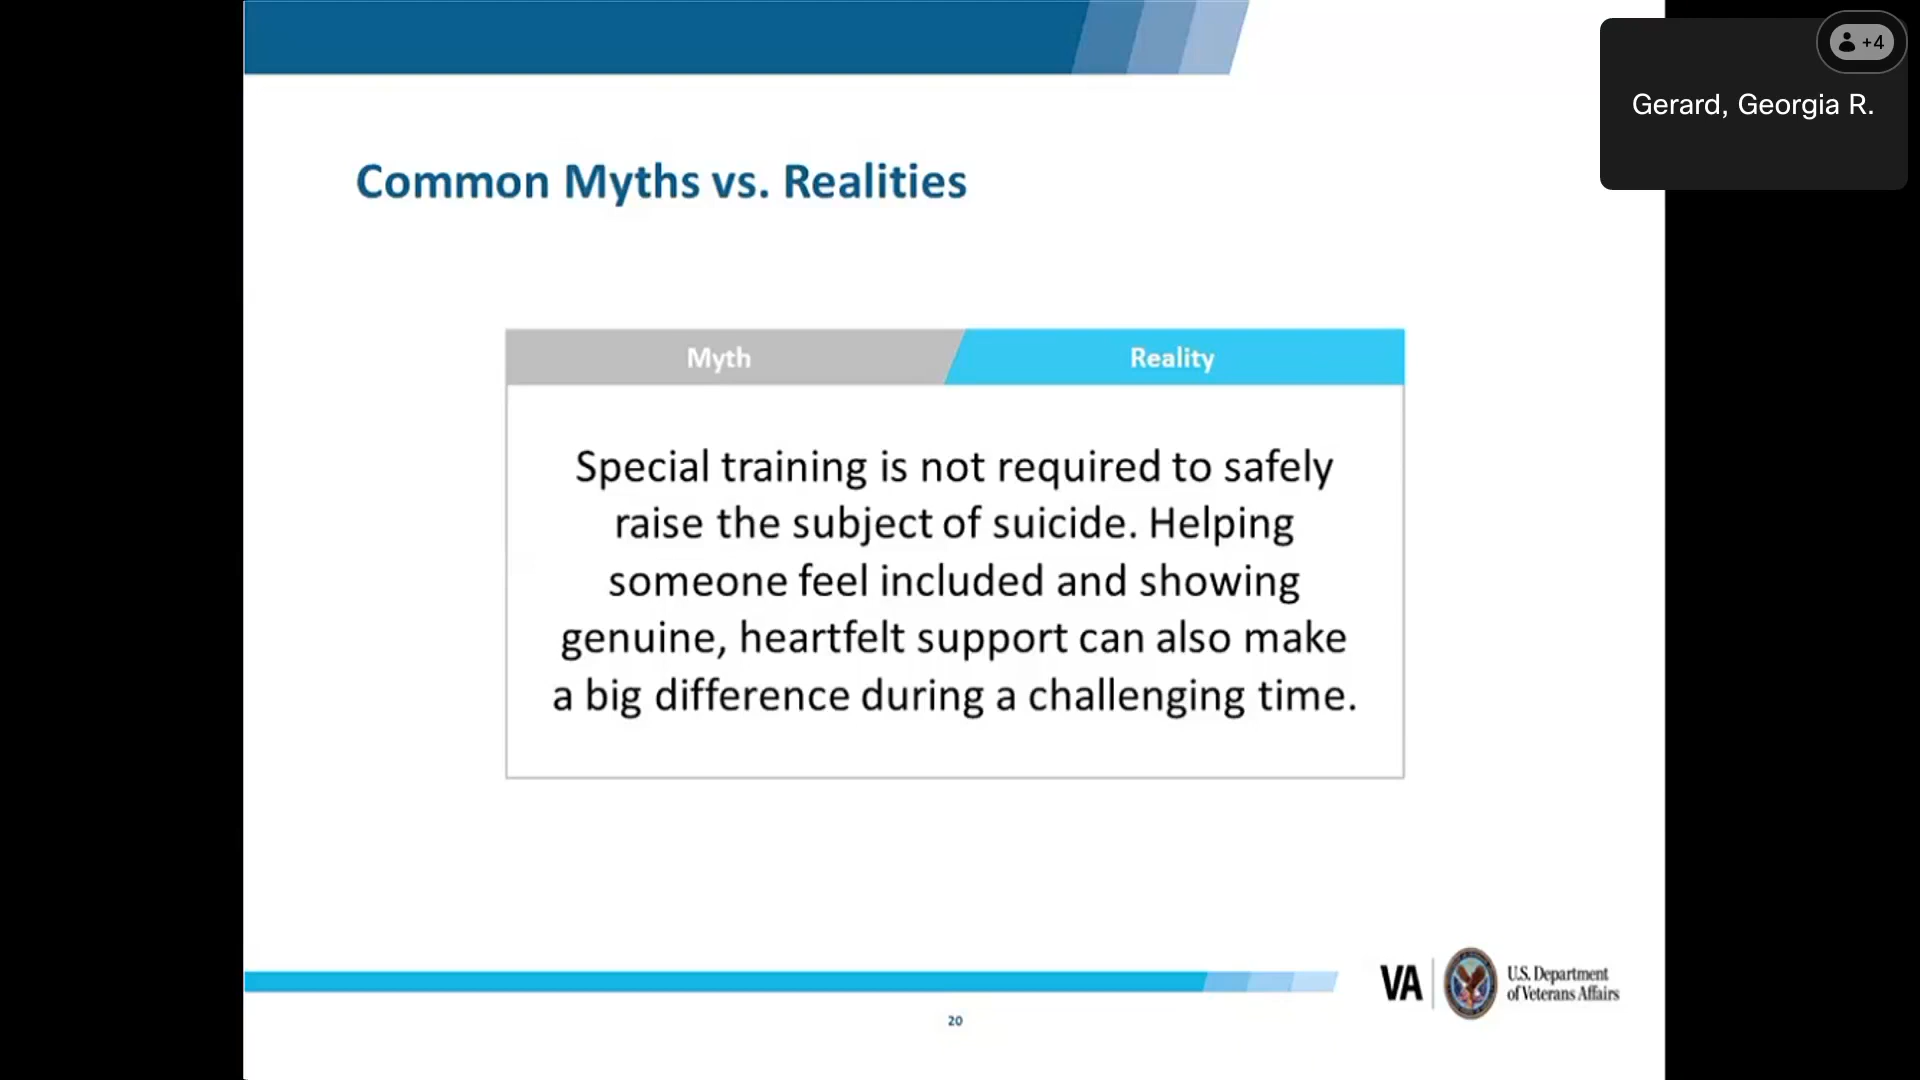 +4
Gerard, Georgia R.
Common Myths vs. Realities
Myth
Reality
Special training is not required to safely
raise the subject of suicide. Helping
someone feel included and showing
genuine, heartfelt support can also make
a big difference during a challenging time.
VA
U.S. Department
of Veterans Affairs
20